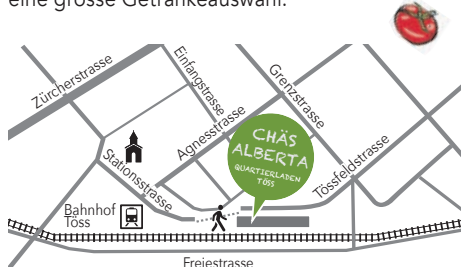 eine grosse Getränkeauswahl.
Zürcherstrasse
Einfangstrasse
Grenzstrasse
Agnesstrasse
CHÄS
ALBERTA
QUARTIERLADEN
TÖSS
Stationsstrasse
Tössfeldstrasse
Bahnhof
Töss
Freiestrasse